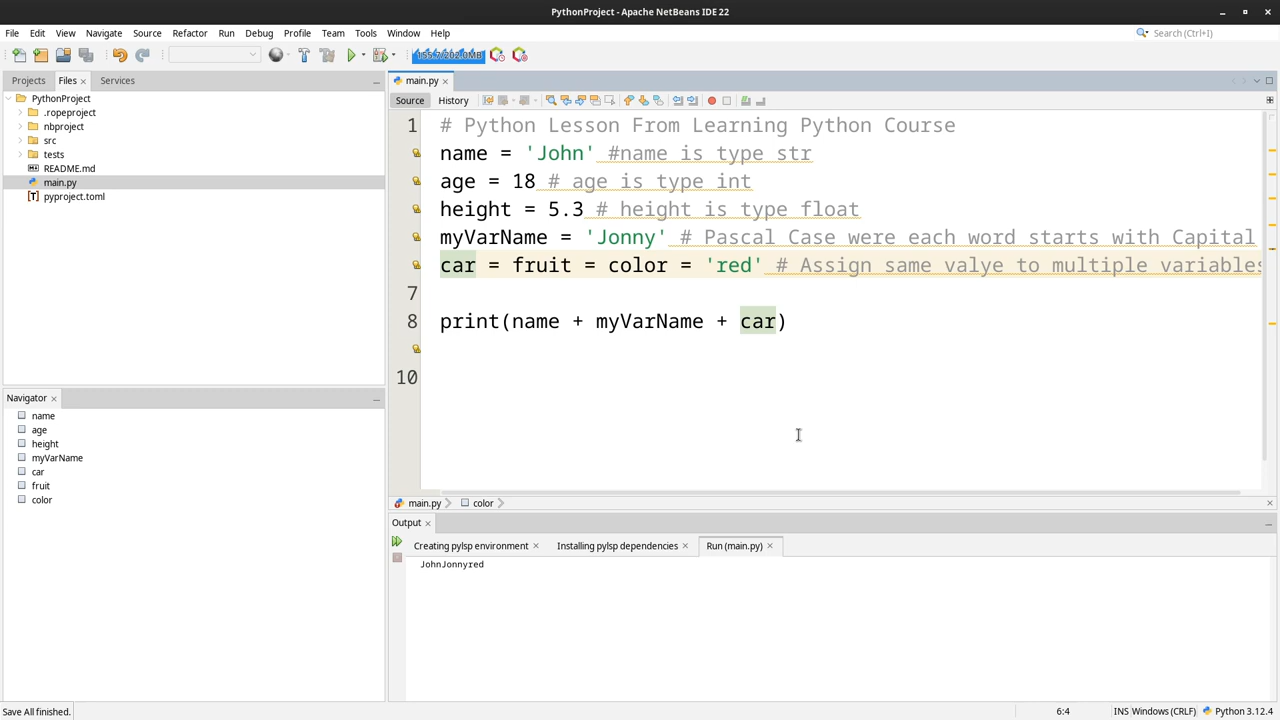 PythonProject - Apache NetBeans IDE 22
File Edit View Navigate Source Refactor Run Debug Profile Team Tools Window Help
Search (Ctrl+I)
Projects Files Services
main.py
PythonProject
.ropeproject
nbproject
src
tests
README.md
main.py
pyproject.toml
Source History
1 # Python Lesson From Learning Python Course
name = 'John' #name is type str
age = 18 # age is type int
height = 5.3 # height is type float
myVarName = 'Jonny' # Pascal Case were each word starts with Capital
car = fruit = color = 'red' # Assign same valye to multiple variables
7
8 print(name + myVarName + car)
10
Navigator
name
age
height
myVarName
car
fruit
color
main.py color
Output
Creating pylsp environment Installing pylsp dependencies Run (main.py)
JohnJonnyred
Save All finished.
6:4 INS Windows (CRLF) Python 3.12.4